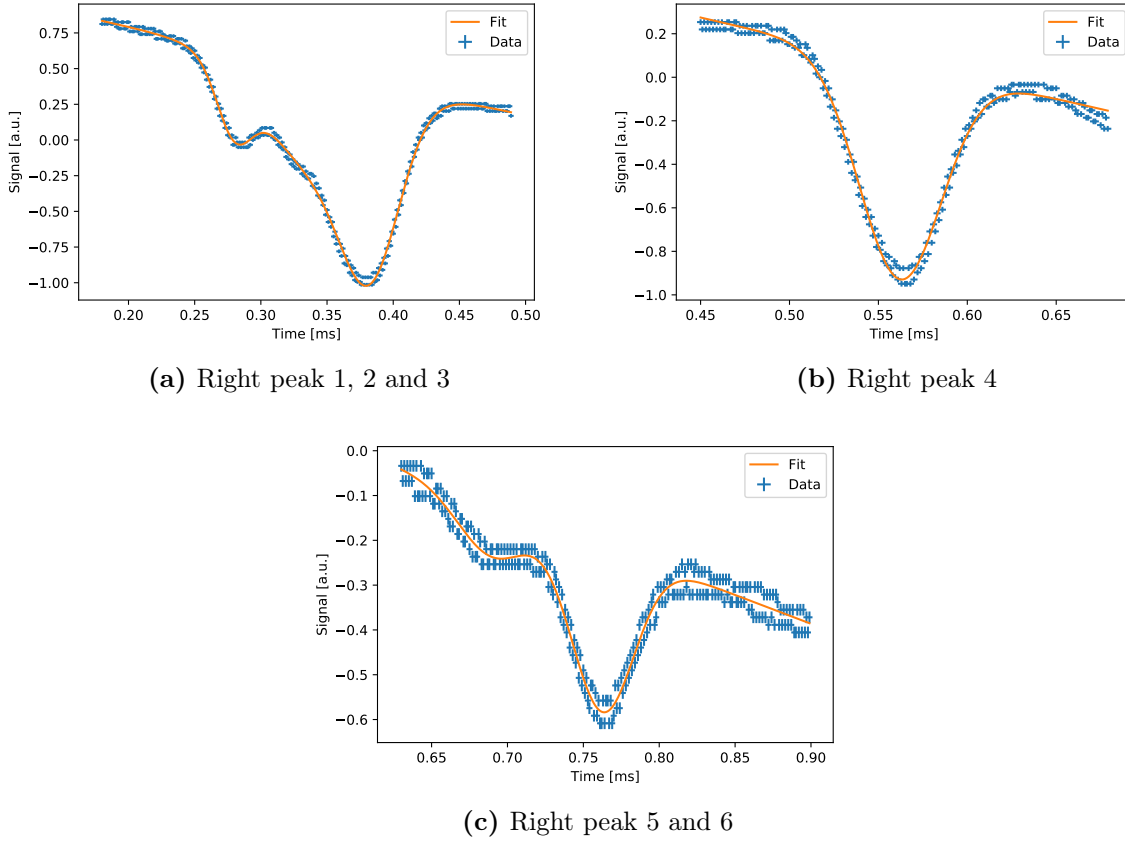 0.75
0.50
0.25
0.00
−0.25
−0.50
−0.75
−1.00
Signal [a.u.]
Fit
Data
0.20 0.25 0.30 0.35 0.40 0.45 0.50
Time [ms]
(a) Right peak 1, 2 and 3
0.2
0.0
−0.2
−0.4
−0.6
−0.8
−1.0
Signal [a.u.]
Fit
Data
0.45 0.50 0.55 0.60 0.65
Time [ms]
(b) Right peak 4
0.0
−0.1
−0.2
−0.3
−0.4
−0.5
−0.6
Signal [a.u.]
Fit
Data
0.65 0.70 0.75 0.80 0.85 0.90
Time [ms]
(c) Right peak 5 and 6